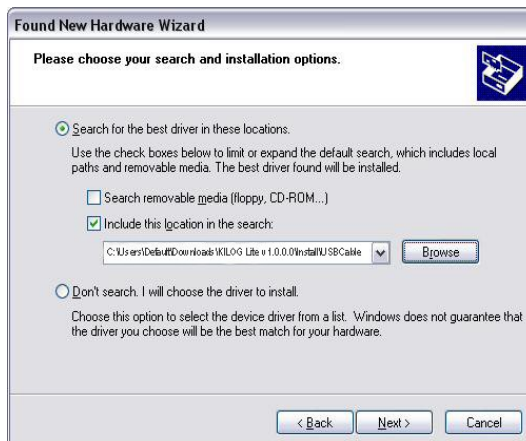 Found New Hardware Wizard
Please choose your search and installation options.
Search for the best driver in these locations.
Use the check boxes below to limit or expand the default search, which includes local
paths and removable media. The best driver found will be installed.
Search removable media (floppy, CD-ROM...)
Include this location in the search:
C:\Users\Default\Downloads\KILOG Lite v 1.0.0.0\Install\USBCable
Browse
Don't search. I will choose the driver to install.
Choose this option to select the device driver from a list. Windows does not guarantee that
the driver you choose will be the best match for your hardware.
< Back
Next >
Cancel